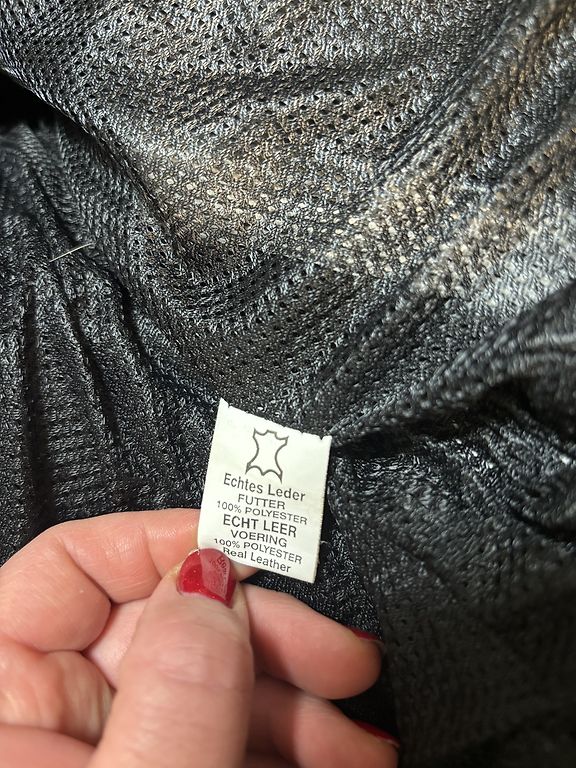 Echtes Leder
FUTTER
100% POLYESTER
ECHT LEER
VOERING
100% POLYESTER
Real Leather